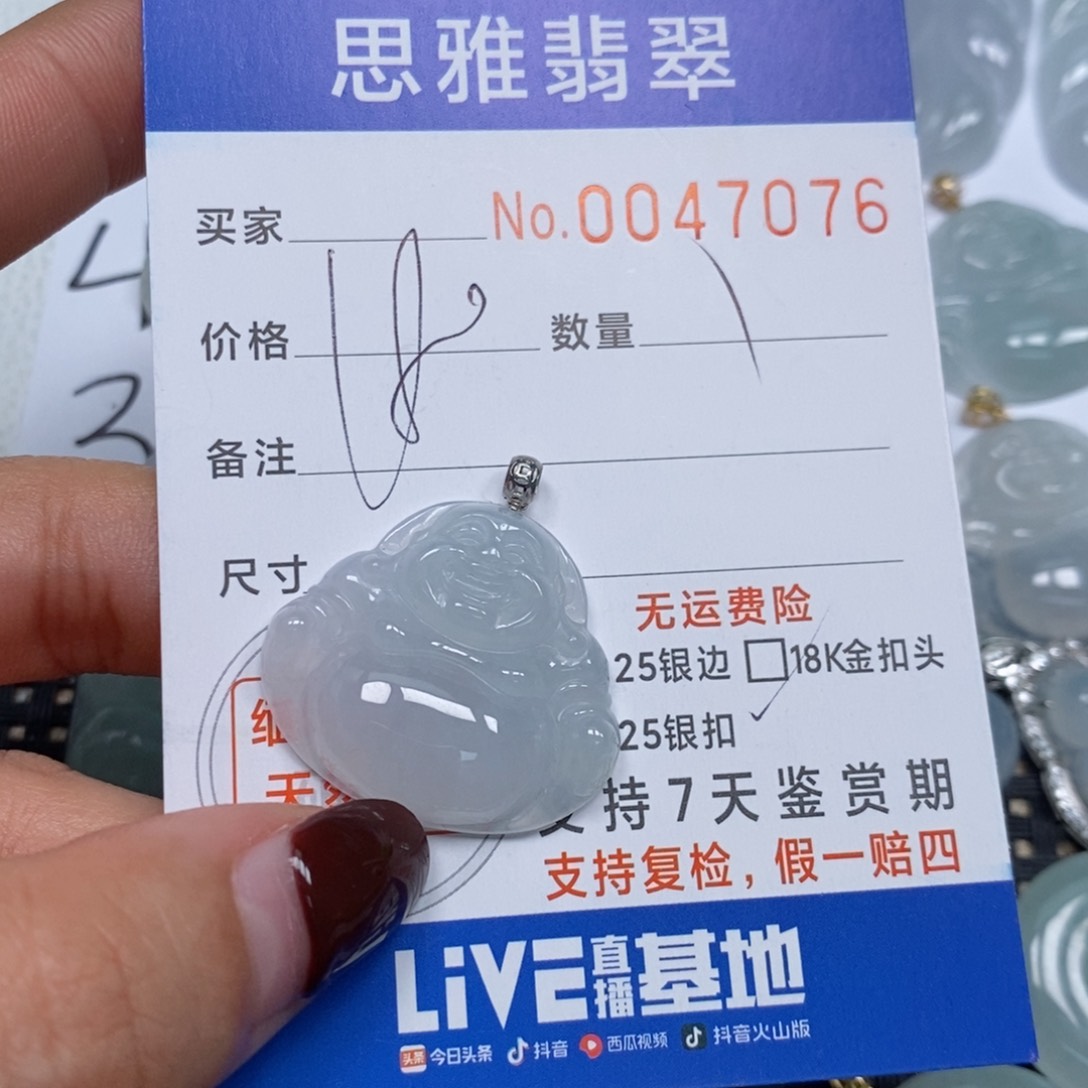 思雅翡翠
买家 No.0047076
价格 数量 1
备注
尺寸
无运费险
25银边 □18K金扣头
25银扣 ✓
持7天鉴赏期
支持复检，假一赔四
LiVE直播基地
头条 今日头条 抖音 西瓜视频 抖音火山版